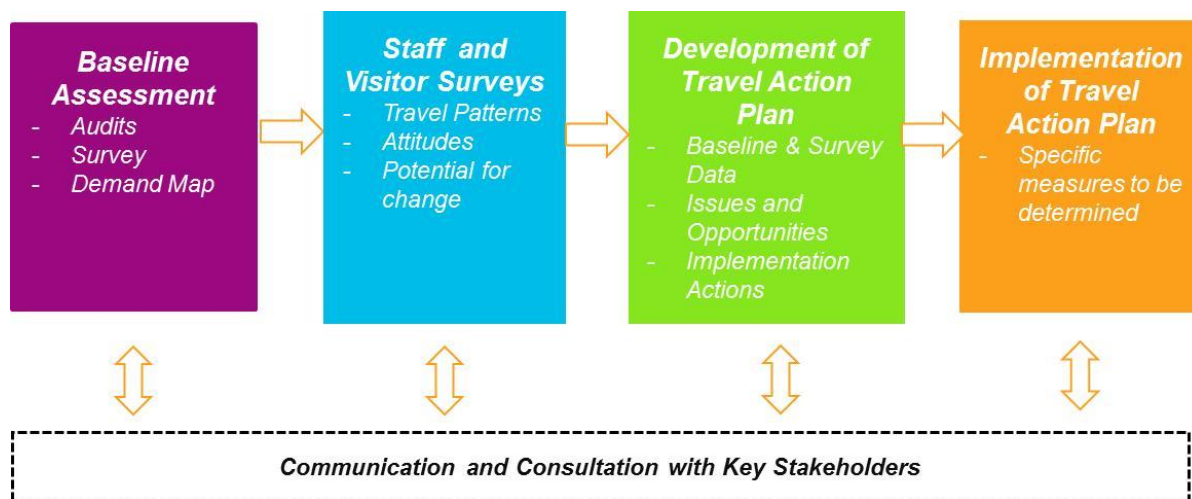 Baseline
Assessment
- Audits
- Survey
- Demand Map
Staff and
Visitor Surveys
- Travel Patterns
- Attitudes
- Potential for
change
Development of
Travel Action
Plan
- Baseline & Survey
Data
- Issues and
Opportunities
- Implementation
Actions
Implementation
of Travel
Action Plan
- Specific
measures to be
determined
Communication and Consultation with Key Stakeholders